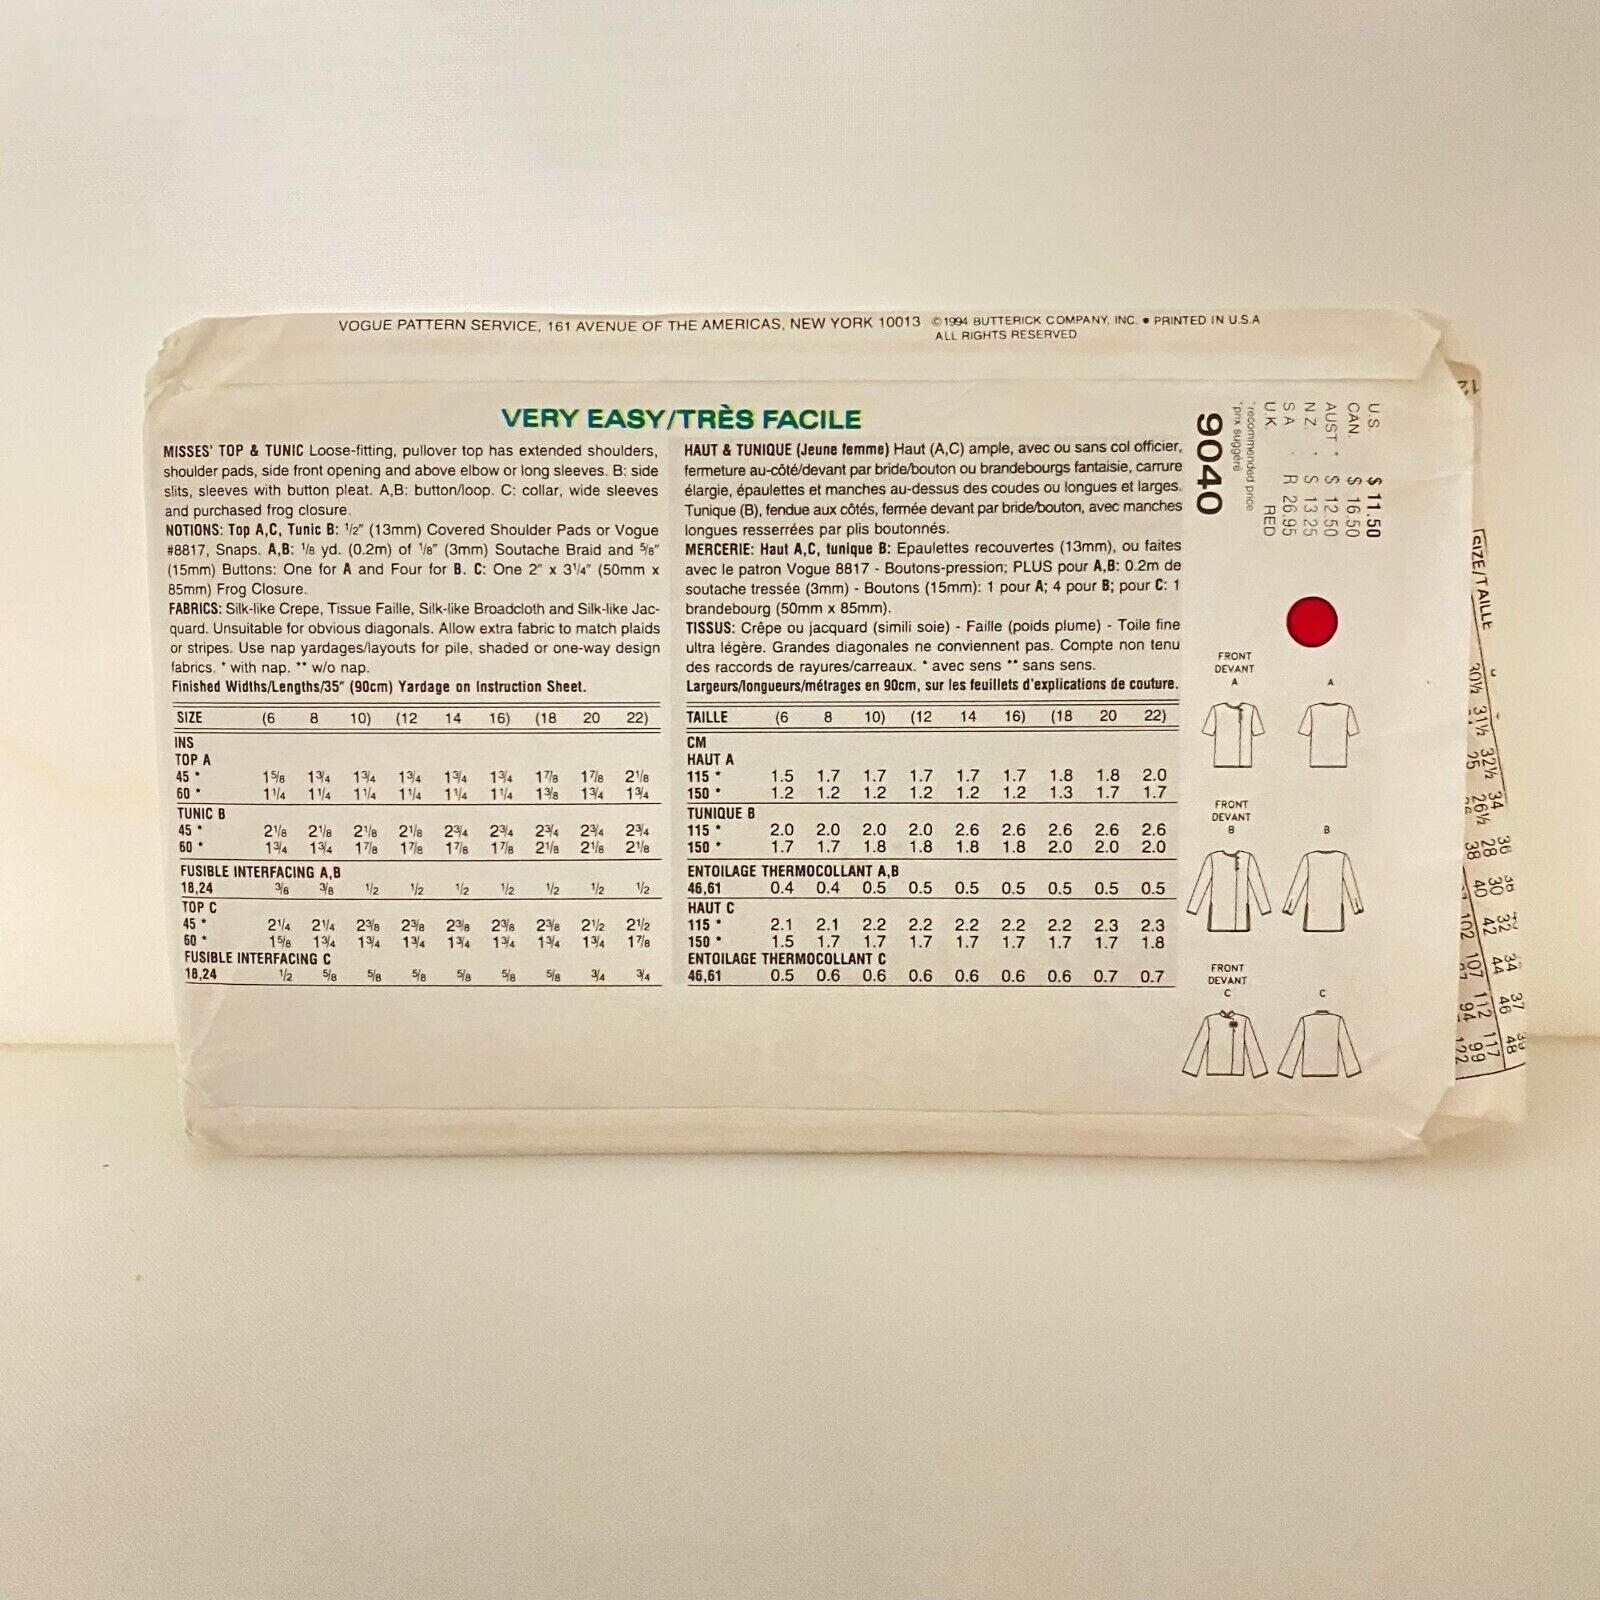 VOGUE PATTERN SERVICE, 161 AVENUE OF THE AMERICAS, NEW YORK 10013 ©1994 BUTTERICK COMPANY, INC. • PRINTED IN U.S.A
ALL RIGHTS RESERVED
VERY EASY/TRÈS FACILE
MISSES' TOP & TUNIC Loose-fitting, pullover top has extended shoulders,
shoulder pads, side front opening and above elbow or long sleeves. B: side
slits, sleeves with button pleat. A,B: button/loop. C: collar, wide sleeves
and purchased frog closure.
NOTIONS: Top A,C, Tunic B: 1/2" (13mm) Covered Shoulder Pads or Vogue
#8817, Snaps. A,B: 1/8 yd. (0.2m) of 1/8" (3mm) Soutache Braid and 5/8"
(15mm) Buttons: One for A and Four for B. C: One 2" x 31/4" (50mm x
85mm) Frog Closure.
FABRICS: Silk-like Crepe, Tissue Faille, Silk-like Broadcloth and Silk-like Jac-
quard. Unsuitable for obvious diagonals. Allow extra fabric to match plaids
or stripes. Use nap yardages/layouts for pile, shaded or one-way design
fabrics. * with nap. ** w/o nap.
Finished Widths/Lengths/35" (90cm) Yardage on Instruction Sheet.
SIZE (6 8 10) (12 14 16) (18 20 22)
INS
TOP A
45 * 15/8 13/4 13/4 13/4 13/4 13/4 17/8 17/8 21/8
60 * 11/4 11/4 11/4 11/4 11/4 11/4 13/8 13/4 13/4
TUNIC B
45 * 21/8 21/8 21/8 21/8 23/4 23/4 23/4 23/4 23/4
60 * 13/4 13/4 17/8 17/8 17/8 17/8 21/8 21/8 21/8
FUSIBLE INTERFACING A,B
18,24 3/8 3/8 1/2 1/2 1/2 1/2 1/2 1/2 1/2
TOP C
45 * 21/4 21/4 23/8 23/8 23/8 23/8 23/8 21/2 21/2
60 * 15/8 13/4 13/4 13/4 13/4 13/4 13/4 13/4 17/8
FUSIBLE INTERFACING C
18,24 1/2 5/8 5/8 5/8 5/8 5/8 5/8 3/4 3/4
HAUT & TUNIQUE (Jeune femme) Haut (A,C) ample, avec ou sans col officier,
fermeture au-côté/devant par bride/bouton ou brandebourgs fantaisie, carrure
élargie, épaulettes et manches au-dessus des coudes ou longues et larges.
Tunique (B), fendue aux côtés, fermée devant par bride/bouton, avec manches
longues resserrées par plis boutonnés.
MERCERIE: Haut A,C, tunique B: Epaulettes recouvertes (13mm), ou faites
avec le patron Vogue 8817 - Boutons-pression; PLUS pour A,B: 0.2m de
soutache tressée (3mm) - Boutons (15mm): 1 pour A; 4 pour B; pour C: 1
brandebourg (50mm x 85mm).
TISSUS: Crêpe ou jacquard (simili soie) - Faille (poids plume) - Toile fine
ultra légère. Grandes diagonales ne conviennent pas. Compte non tenu
des raccords de rayures/carreaux. * avec sens ** sans sens.
Largeurs/longueurs/métrages en 90cm, sur les feuillets d'explications de couture.
TAILLE (6 8 10) (12 14 16) (18 20 22)
CM
HAUT A
115 * 1.5 1.7 1.7 1.7 1.7 1.7 1.8 1.8 2.0
150 * 1.2 1.2 1.2 1.2 1.2 1.2 1.3 1.7 1.7
TUNIQUE B
115 * 2.0 2.0 2.0 2.0 2.6 2.6 2.6 2.6 2.6
150 * 1.7 1.7 1.8 1.8 1.8 1.8 2.0 2.0 2.0
ENTOILAGE THERMOCOLLANT A,B
46,61 0.4 0.4 0.5 0.5 0.5 0.5 0.5 0.5 0.5
HAUT C
115 * 2.1 2.1 2.2 2.2 2.2 2.2 2.2 2.3 2.3
150 * 1.5 1.7 1.7 1.7 1.7 1.7 1.7 1.7 1.8
ENTOILAGE THERMOCOLLANT C
46,61 0.5 0.6 0.6 0.6 0.6 0.6 0.6 0.7 0.7
U.S. $ 11.50
CAN. $ 16.50
AUST * $ 12.50
N.Z. * $ 13.25
S A * R 26.95
U.K RED
*recommended price
*prix suggéré
9040
FRONT
DEVANT
A
A
FRONT
DEVANT
B
B
FRONT
DEVANT
C
C
SIZE/TAILLE
30½ 31½ 32½ 34 36
25 26½ 28 30 32 34 37
38 40 42 44 46 48
102 107 112 117 122
94 99